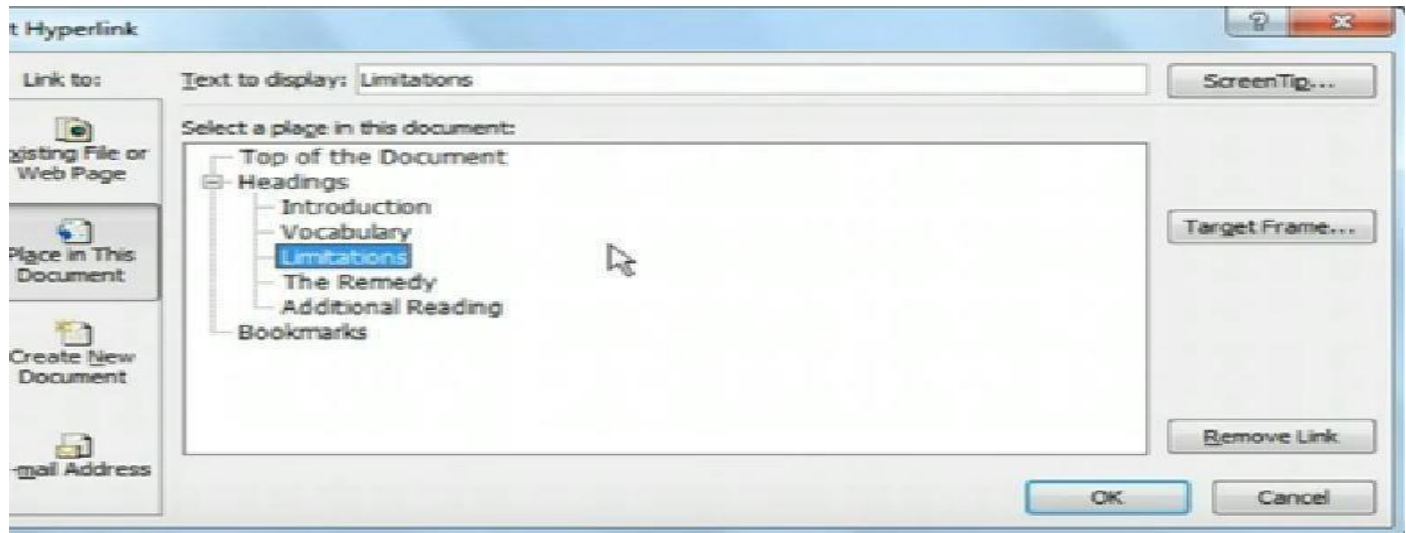 t Hyperlink
Link to:
Text to display: Limitations
ScreenTip...
xisting File or
Web Page
Place in This
Document
Create New
Document
-mail Address
Select a place in this document:
Top of the Document
Headings
Introduction
Vocabulary
Limitations
The Remedy
Additional Reading
Bookmarks
Target Frame...
Remove Link
OK
Cancel